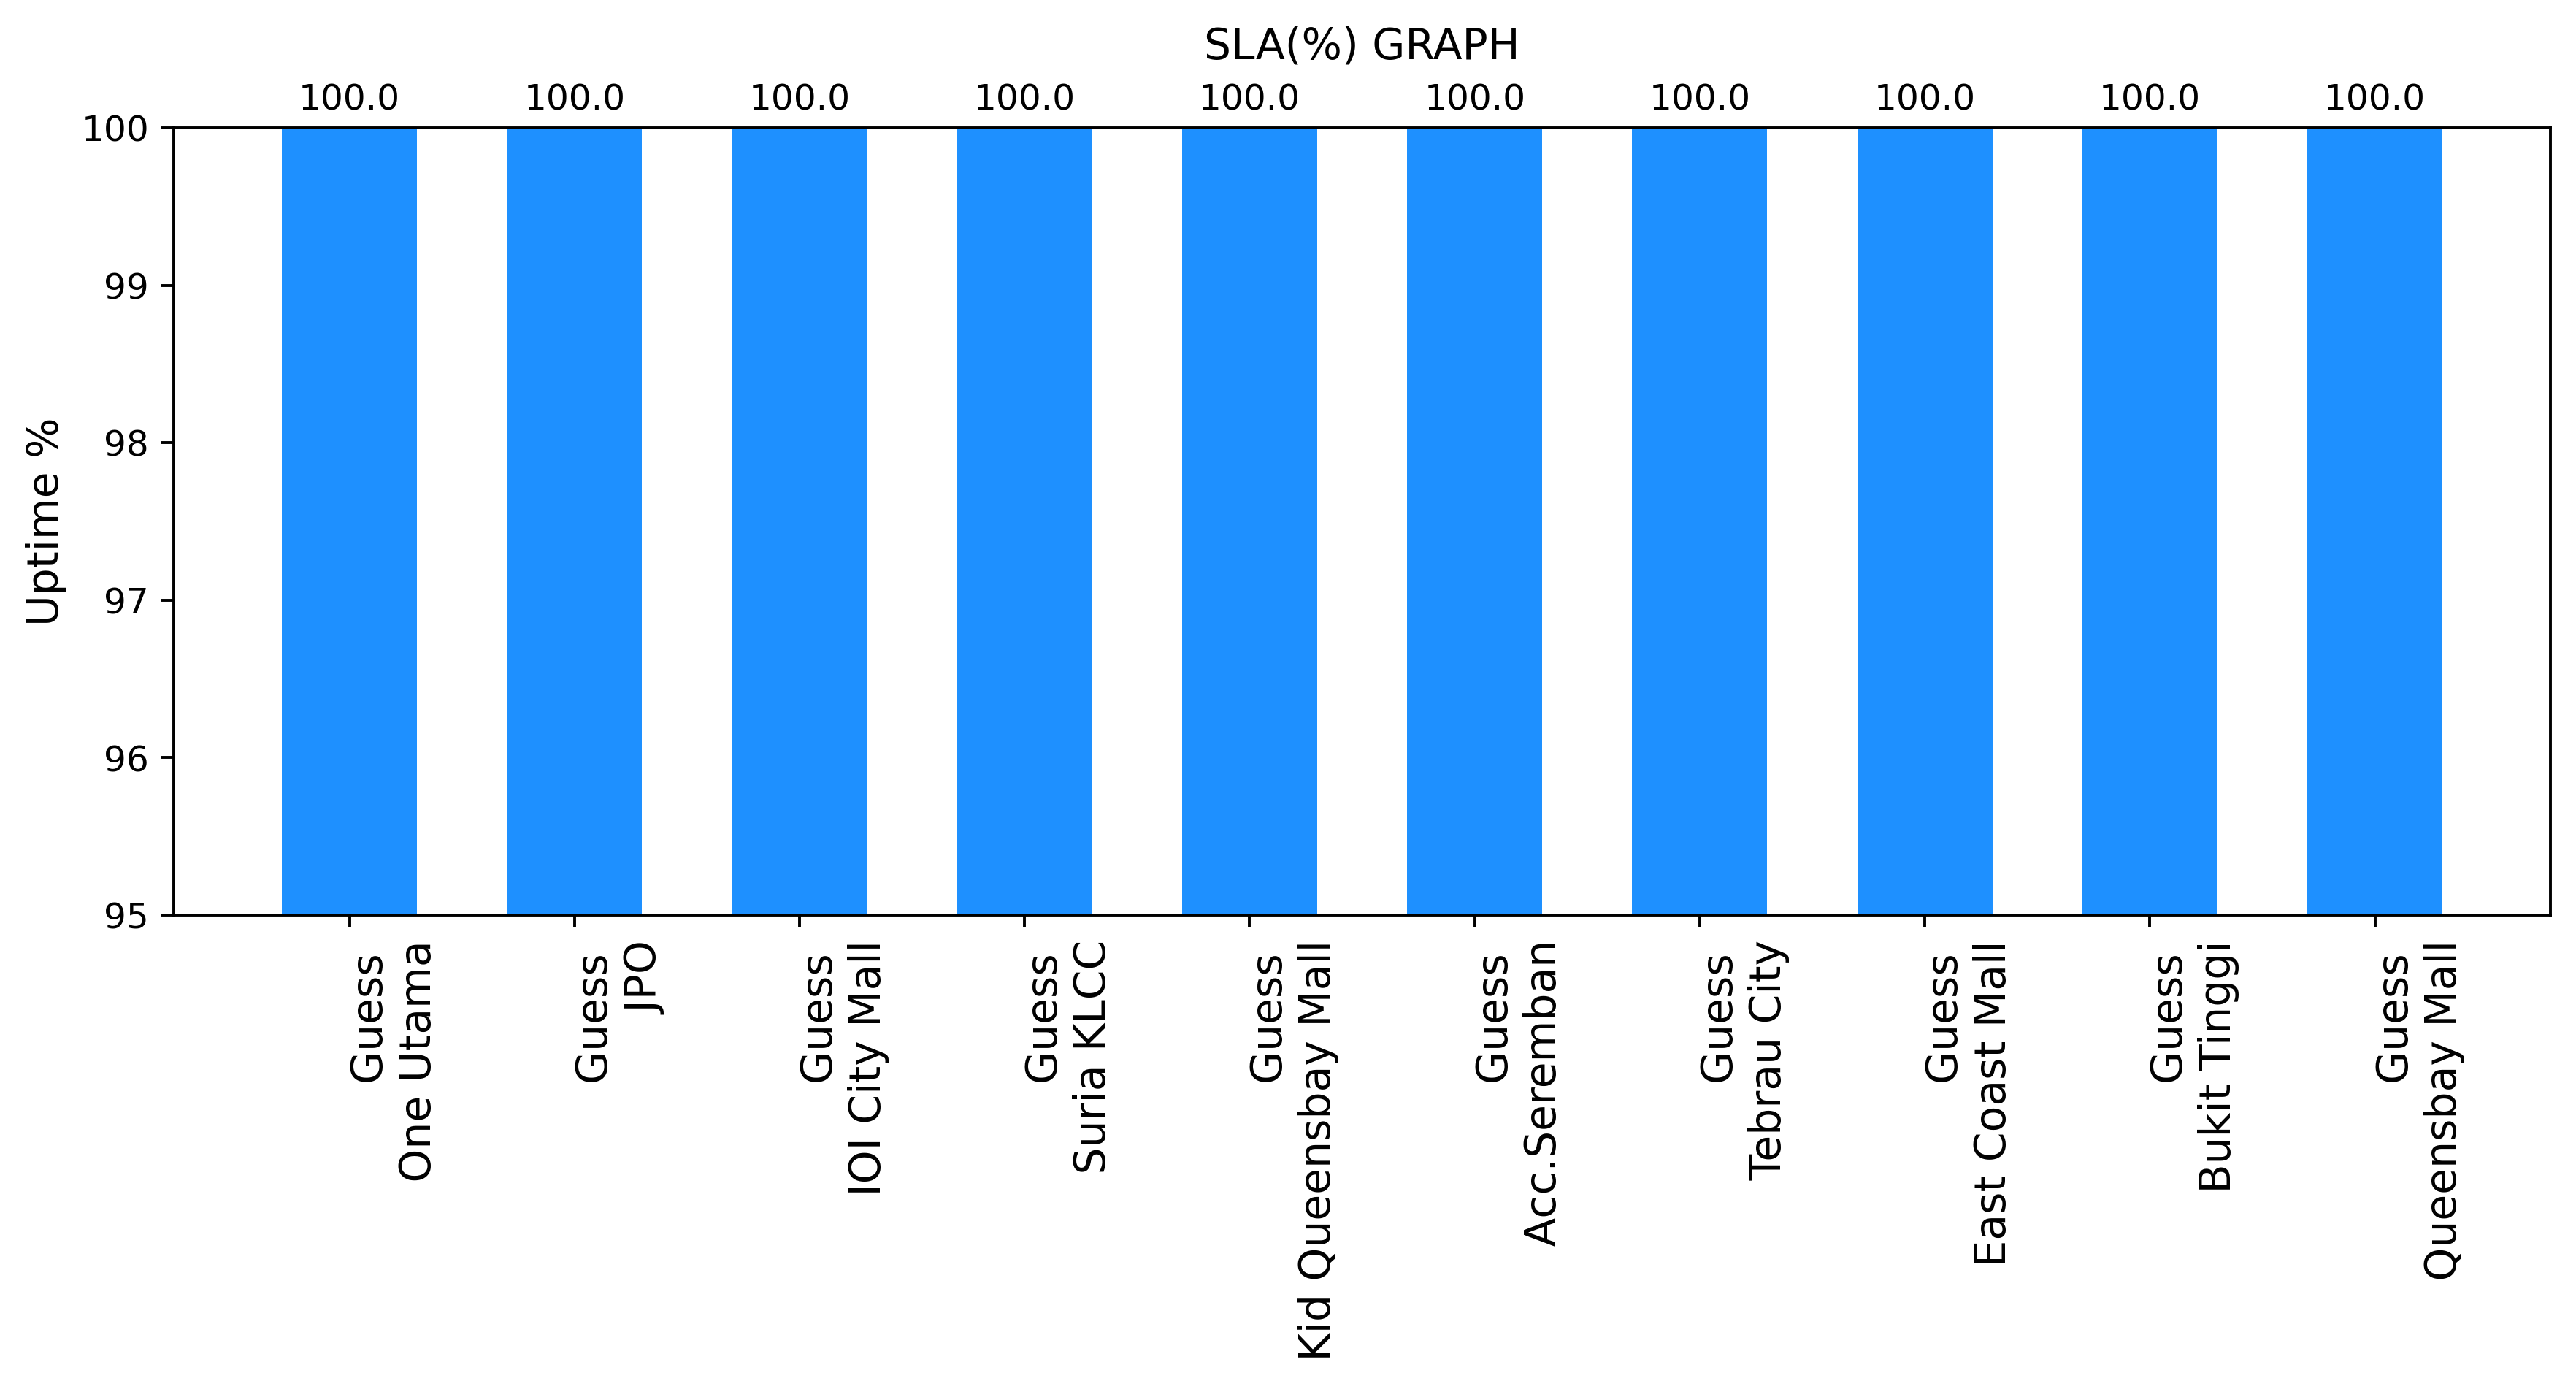 SLA(%) GRAPH
100.0 100.0 100.0 100.0 100.0 100.0 100.0 100.0 100.0 100.0
100
99
98
97
96
95
Uptime %
Guess
One Utama
Guess
JPO
Guess
IOI City Mall
Guess
Suria KLCC
Guess
Kid Queensbay Mall
Guess
Acc.Seremban
Guess
Tebrau City
Guess
East Coast Mall
Guess
Bukit Tinggi
Guess
Queensbay Mall